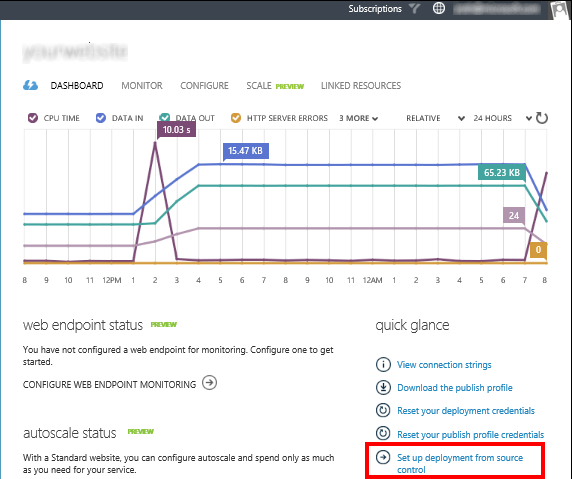 Subscriptions
DASHBOARD MONITOR CONFIGURE SCALE PREVIEW LINKED RESOURCES
CPU TIME DATA IN DATA OUT HTTP SERVER ERRORS 3 MORE RELATIVE 24 HOURS
10.03 s
15.47 KB
65.23 KB
24
0
8 9 10 11 12PM 1 2 3 4 5 6 7 8 9 10 11 12AM 1 2 3 4 5 6 7 8
web endpoint status PREVIEW
You have not configured a web endpoint for monitoring. Configure one to get
started.
CONFIGURE WEB ENDPOINT MONITORING
autoscale status PREVIEW
With a Standard website, you can configure autoscale and spend only as much
as you need for your service.
quick glance
View connection strings
Download the publish profile
Reset your deployment credentials
Reset your publish profile credentials
Set up deployment from source
control